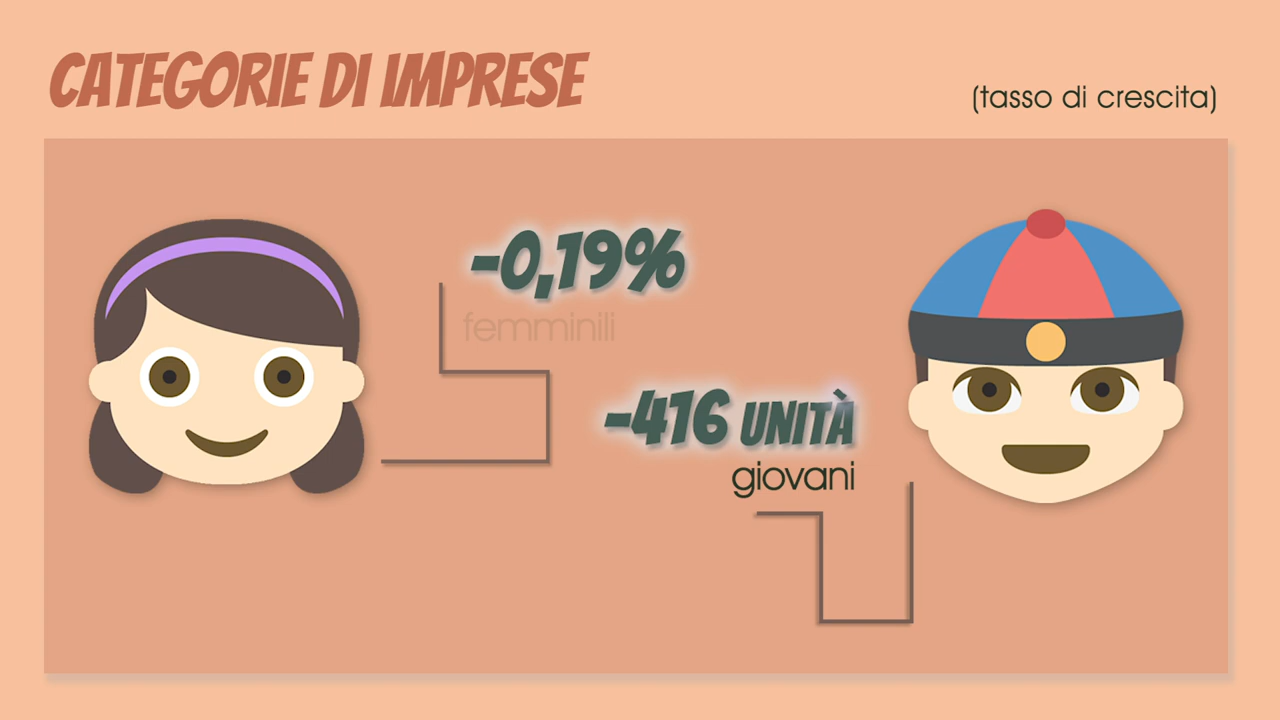 CATEGORIE DI IMPRESE
(tasso di crescita)
-0,19%
femminili
-416 UNITÀ
giovani